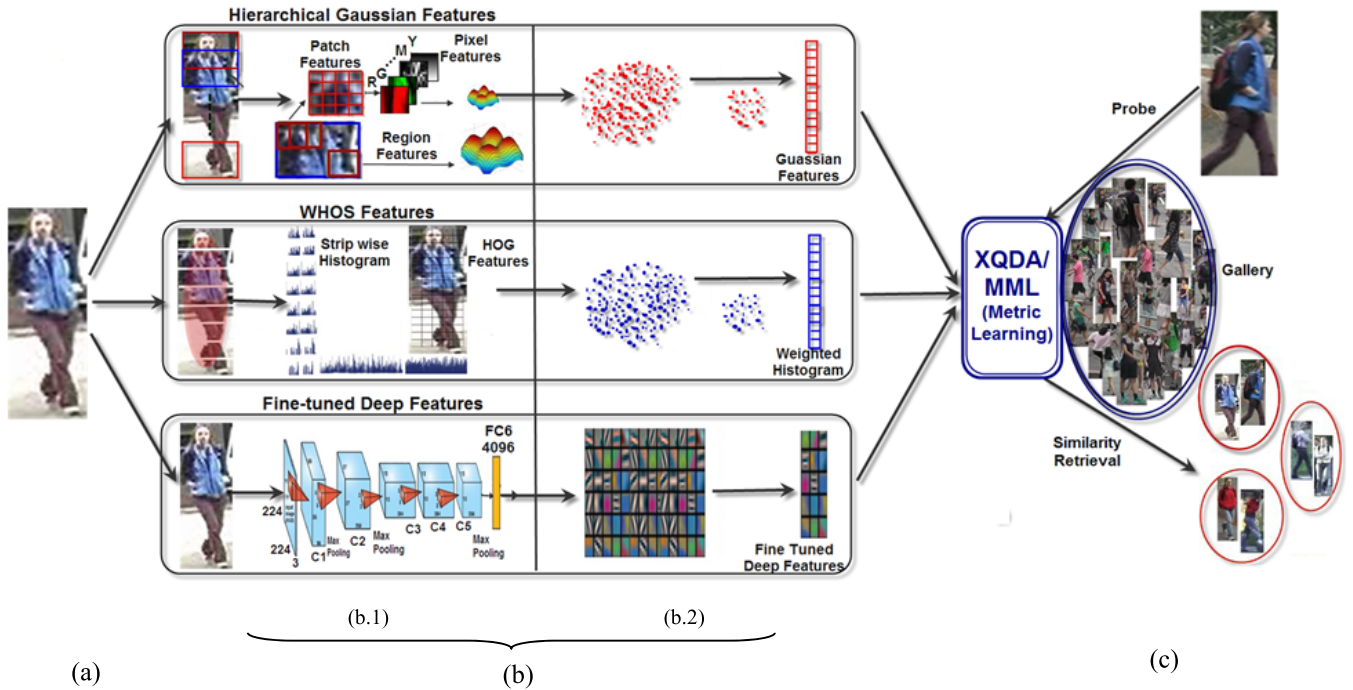 Hierarchical Gaussian Features
Patch
Features
R
G
M
Y
Pixel
Features
Region
Features
Guassian
Features
WHOS Features
Strip wise
Histogram
HOG
Features
Weighted
Histogram
Fine-tuned Deep Features
FC6
4096
224
224
3
C1
Max
Pooling
C2
Max
Pooling
C3
C4
C5
Max
Pooling
Fine Tuned
Deep Features
Probe
XQDA/
MML
(Metric
Learning)
Gallery
Similarity
Retrieval
(b.1)
(b.2)
(a)
(b)
(c)